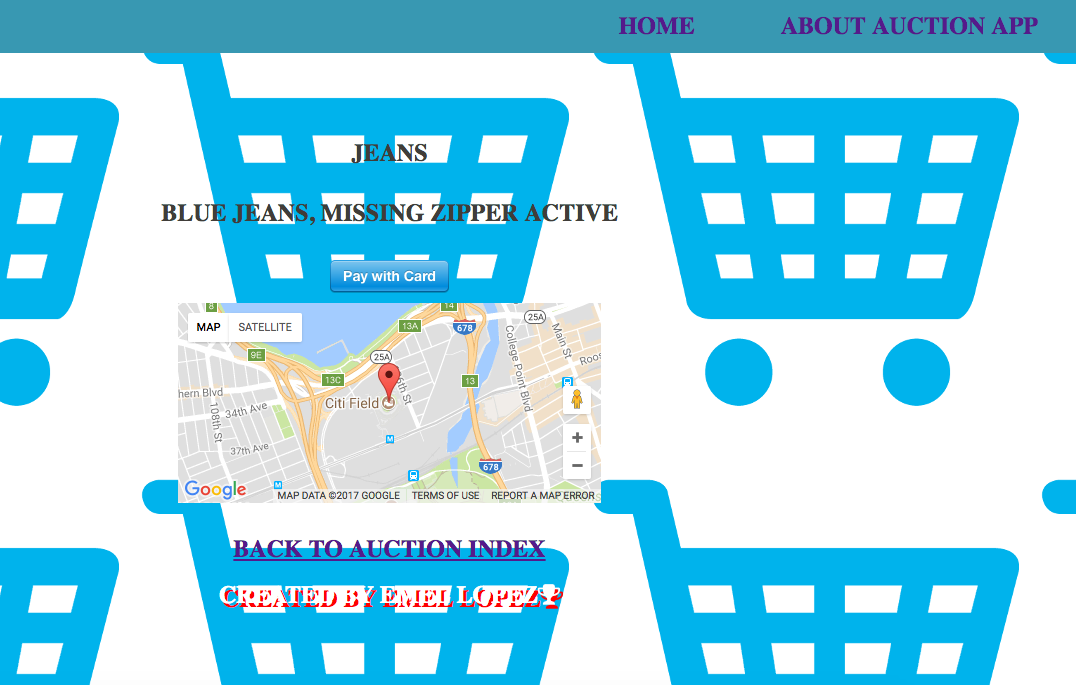 HOME ABOUT AUCTION APP
JEANS
BLUE JEANS, MISSING ZIPPER ACTIVE
Pay with Card
8
14
MAP SATELLITE
13A
678
25A
Main St
College Point Blvd
9E
25A
Roos
13C
13
6th St
hern Blvd
Citi Field
108th St
34th Ave
M
37th Ave
678
M
Google
MAP DATA ©2017 GOOGLE TERMS OF USE REPORT A MAP ERROR
BACK TO AUCTION INDEX
CREATED BY EMEL LOPEZ